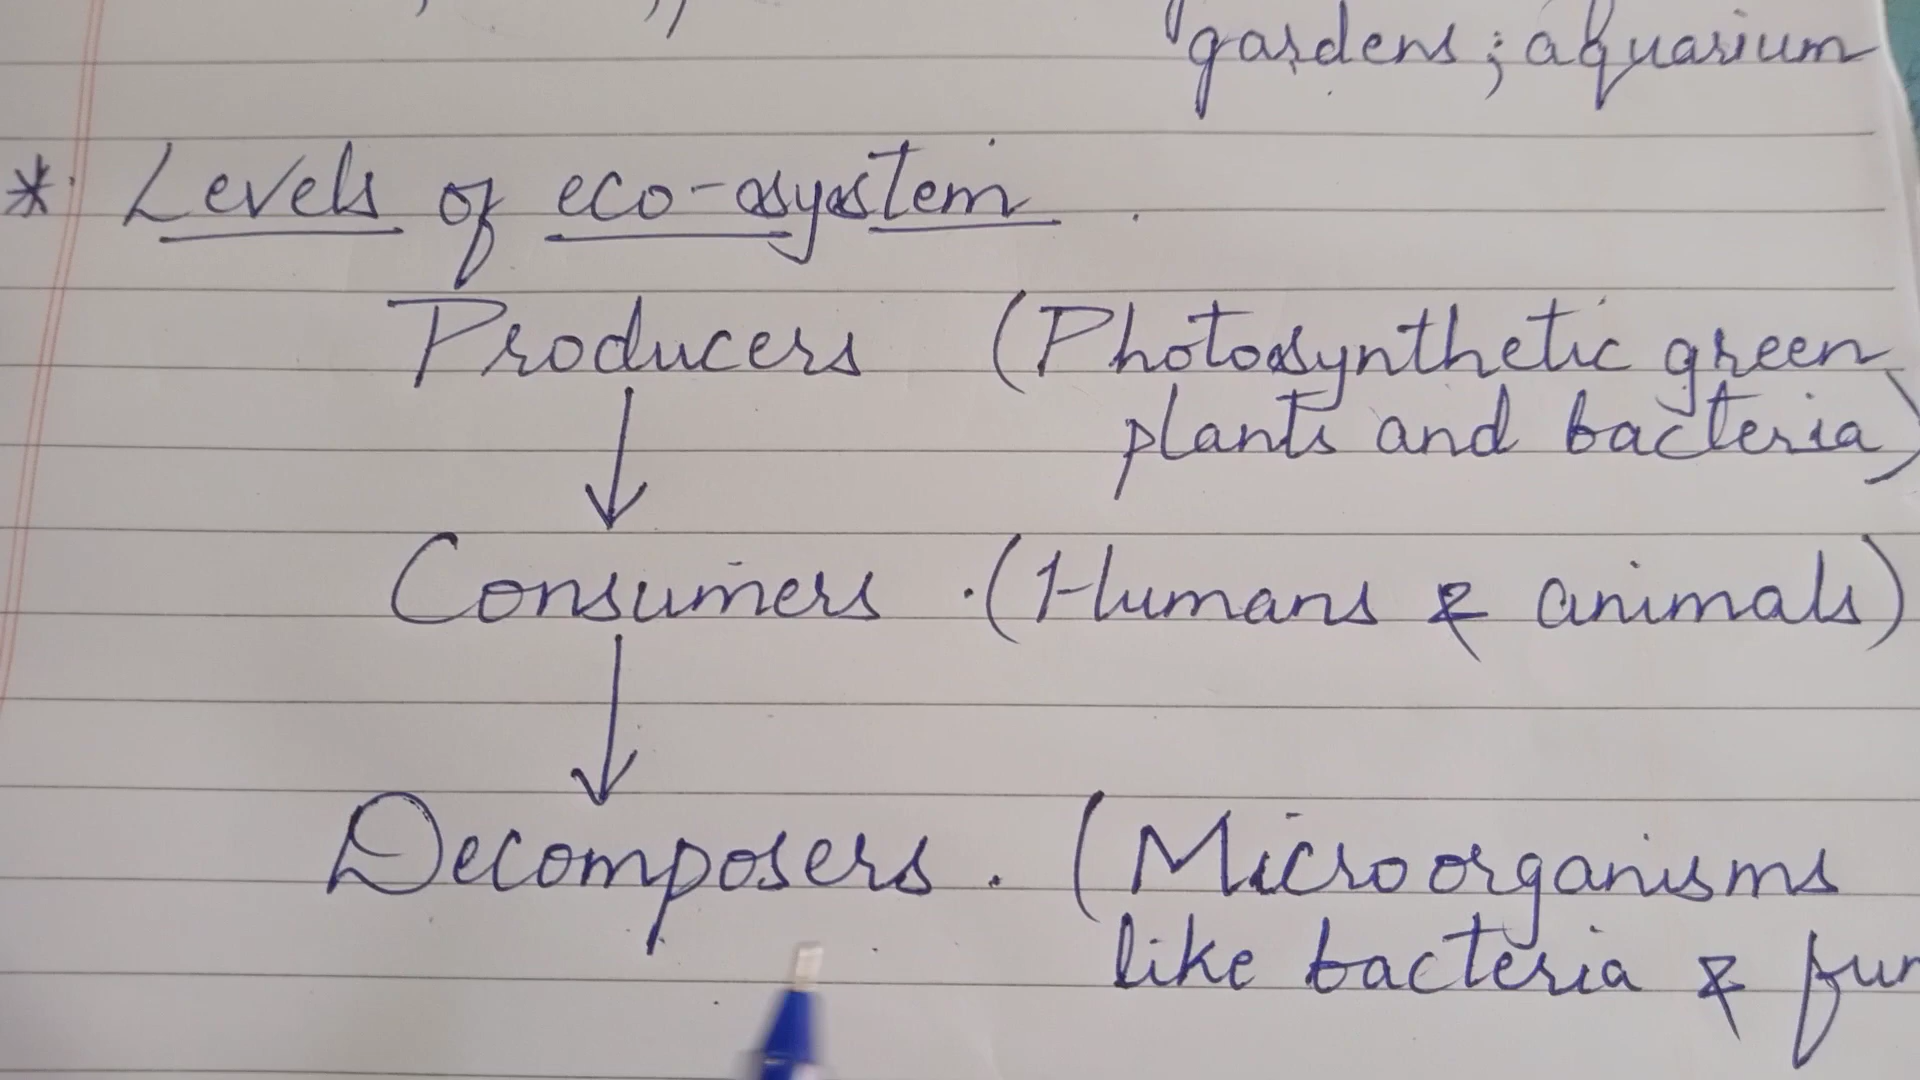 gardens; aquarium
* Levels of eco-system
Producers (Photosynthetic green
plants and bacteria)
Consumers (Humans & animals)
Decomposers. (Microorganisms
like bacteria &